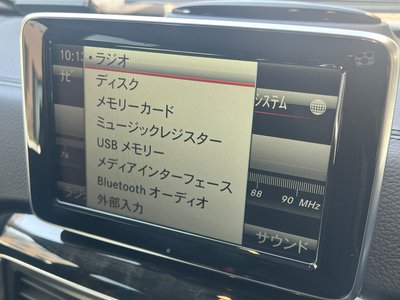 10:13
• ラジオ
ディスク
メモリーカード
ミュージックレジスター
USB メモリー
メディアインターフェース
Bluetooth オーディオ
外部入力
ナビ
システム
88 90 MHz
サウンド